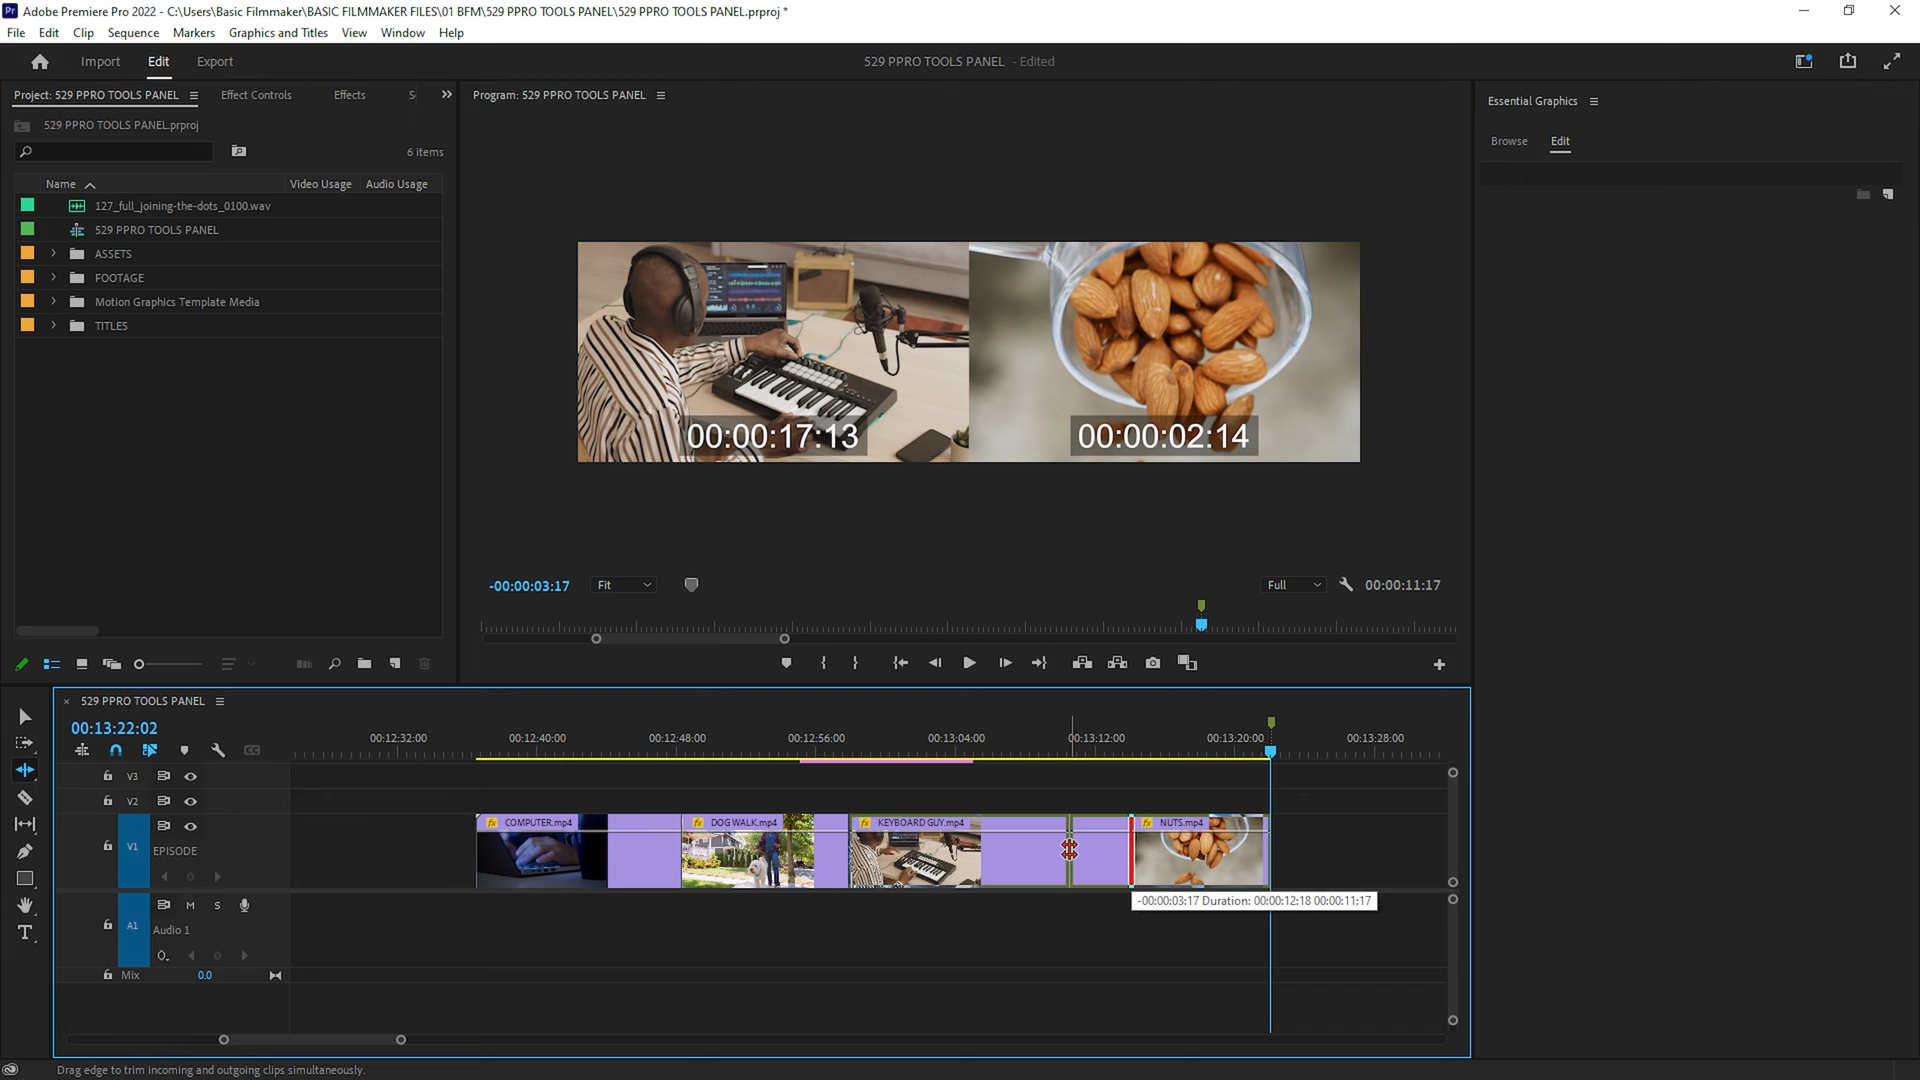 Pr Adobe Premiere Pro 2022 - C:\Users\Basic Filmmaker\BASIC FILMMAKER FILES\01 BFM\529 PPRO TOOLS PANEL\529 PPRO TOOLS PANEL.prproj *
File Edit Clip Sequence Markers Graphics and Titles View Window Help
Import Edit Export
529 PPRO TOOLS PANEL - Edited
Project: 529 PPRO TOOLS PANEL Effect Controls Effects
Program: 529 PPRO TOOLS PANEL
Essential Graphics
529 PPRO TOOLS PANEL.prproj
Browse Edit
6 items
Name Video Usage Audio Usage
127_full_joining-the-dots_0100.wav
529 PPRO TOOLS PANEL
ASSETS
FOOTAGE
Motion Graphics Template Media
TITLES
00:00:17:13 00:00:02:14
-00:00:03:17 Fit Full 00:00:11:17
529 PPRO TOOLS PANEL
00:13:22:02
00:12:32:00 00:12:40:00 00:12:48:00 00:12:56:00 00:13:04:00 00:13:12:00 00:13:20:00 00:13:28:00
CC
V3
V2
V1 EPISODE
fx COMPUTER.mp4 fx DOG WALK.mp4 fx KEYBOARD GUY.mp4 fx NUTS.mp4
-00:00:03:17 Duration: 00:00:12:18 00:00:11:17
M S
A1 Audio 1
Mix 0.0
T
Drag edge to trim incoming and outgoing clips simultaneously.